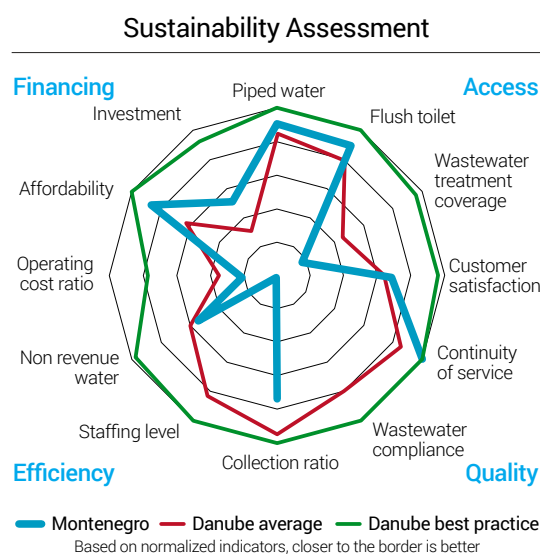 Sustainability Assessment
Financing
Access
Piped water
Investment
Flush toilet
Wastewater
treatment
coverage
Affordability
Operating
cost ratio
Customer
satisfaction
Non revenue
water
Continuity
of service
Staffing level
Wastewater
compliance
Collection ratio
Efficiency
Quality
Montenegro Danube average Danube best practice
Based on normalized indicators, closer to the border is better